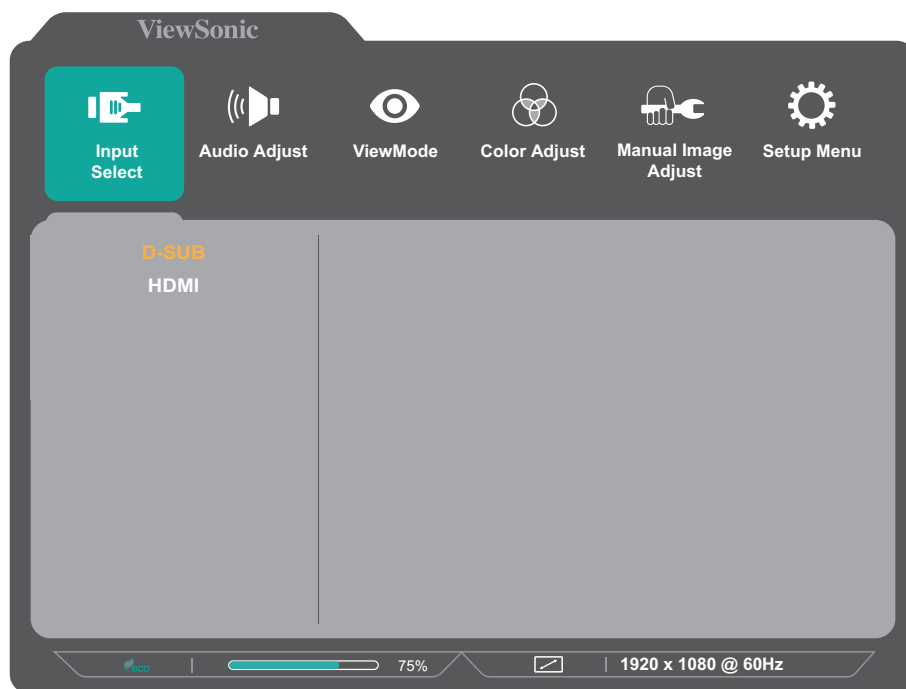 ViewSonic
Input
Select
Audio Adjust
ViewMode
Color Adjust
Manual Image
Adjust
Setup Menu
D-SUB
HDMI
eco
75%
1920 x 1080 @ 60Hz